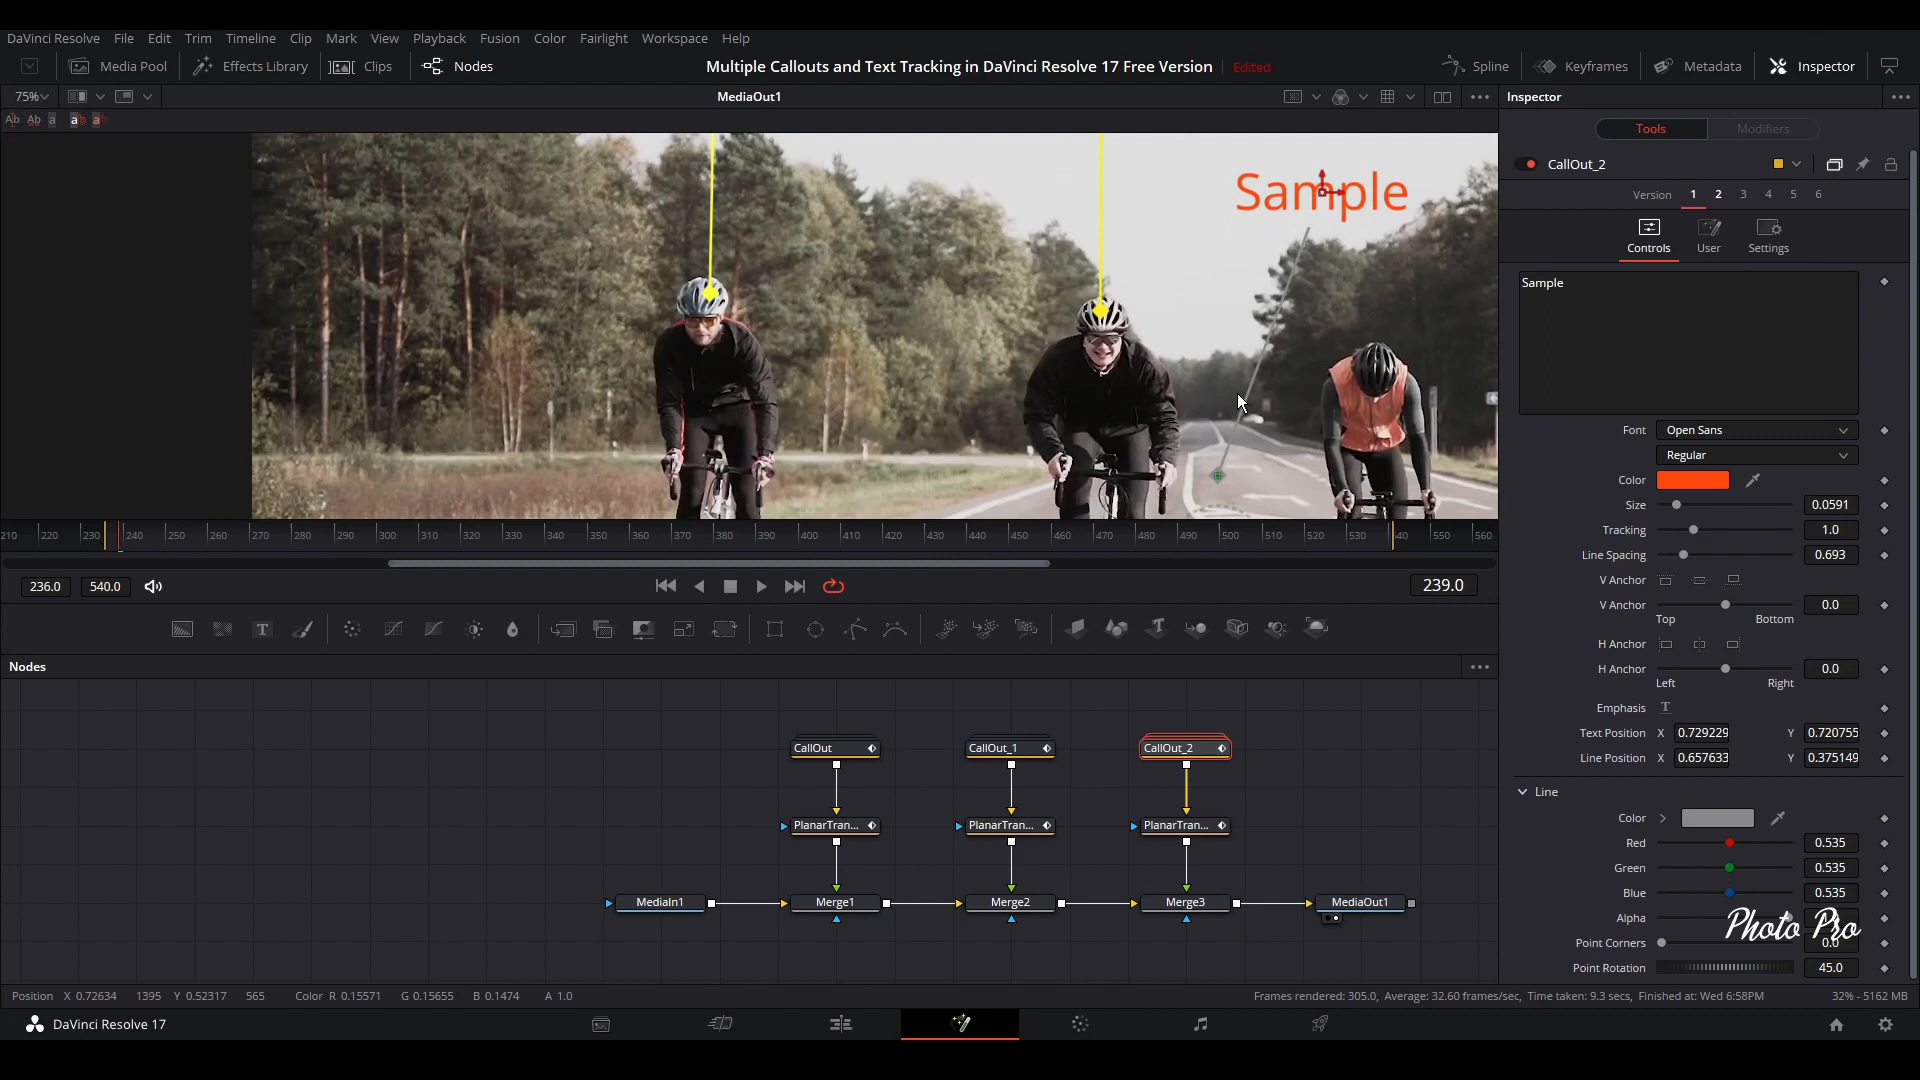 DaVinci Resolve File Edit Trim Timeline Clip Mark View Playback Fusion Color Fairlight Workspace Help
Media Pool Effects Library Clips Nodes Multiple Callouts and Text Tracking in DaVinci Resolve 17 Free Version Edited Spline Keyframes Metadata Inspector
75% MediaOut1 Inspector
Tools Modifiers
CallOut_2
Version 1 2 3 4 5 6
Controls User Settings
Sample
Sample
Font Open Sans
Regular
Color
Size 0.0591
Tracking 1.0
Line Spacing 0.693
V Anchor
V Anchor 0.0
Top Bottom
H Anchor
H Anchor 0.0
Left Right
Emphasis
Text Position X 0.729229 Y 0.720755
Line Position X 0.657633 Y 0.375149
Line
Color
Red 0.535
Green 0.535
Blue 0.535
Alpha
Photo Pro
Point Corners 0.0
Point Rotation 45.0
210 220 230 240 250 260 270 280 290 300 310 320 330 340 350 360 370 380 390 400 410 420 430 440 450 460 470 480 490 500 510 520 530 540 550 560
236.0 540.0 239.0
Nodes
CallOut CallOut_1 CallOut_2
PlanarTran... PlanarTran... PlanarTran...
MediaIn1 Merge1 Merge2 Merge3 MediaOut1
Position X 0.72634 1395 Y 0.52317 565 Color R 0.15571 G 0.15655 B 0.1474 A 1.0 Frames rendered: 305.0, Average: 32.60 frames/sec, Time taken: 9.3 secs, Finished at: Wed 6:58PM 32% - 5162 MB
DaVinci Resolve 17